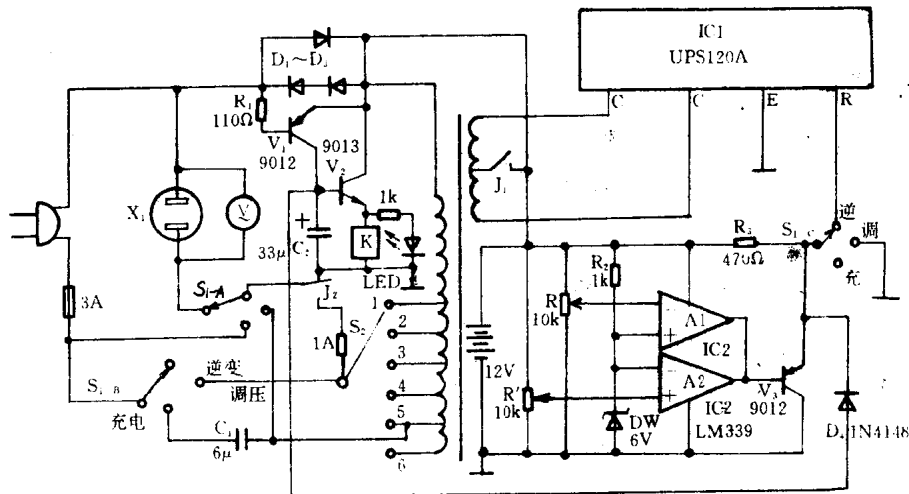 IC1
UPS120A
C
C
E
R
D₁～D₄
R₁
110Ω
V₁
9012
9013
V₂
1k
X₁
V
33μ
K
LED
J₁
J₂
S₁₋A
3A
S₂
1A
1
2
3
4
5
6
S₁₋B
逆变
调压
充电
C₁
6μ
12V
R
10k
R'
10k
R₂
1k
R₃
470Ω
S₁₋C
逆
调
充
A1
IC2
A2
IC2
LM339
DW
6V
V₃
9012
1N4148